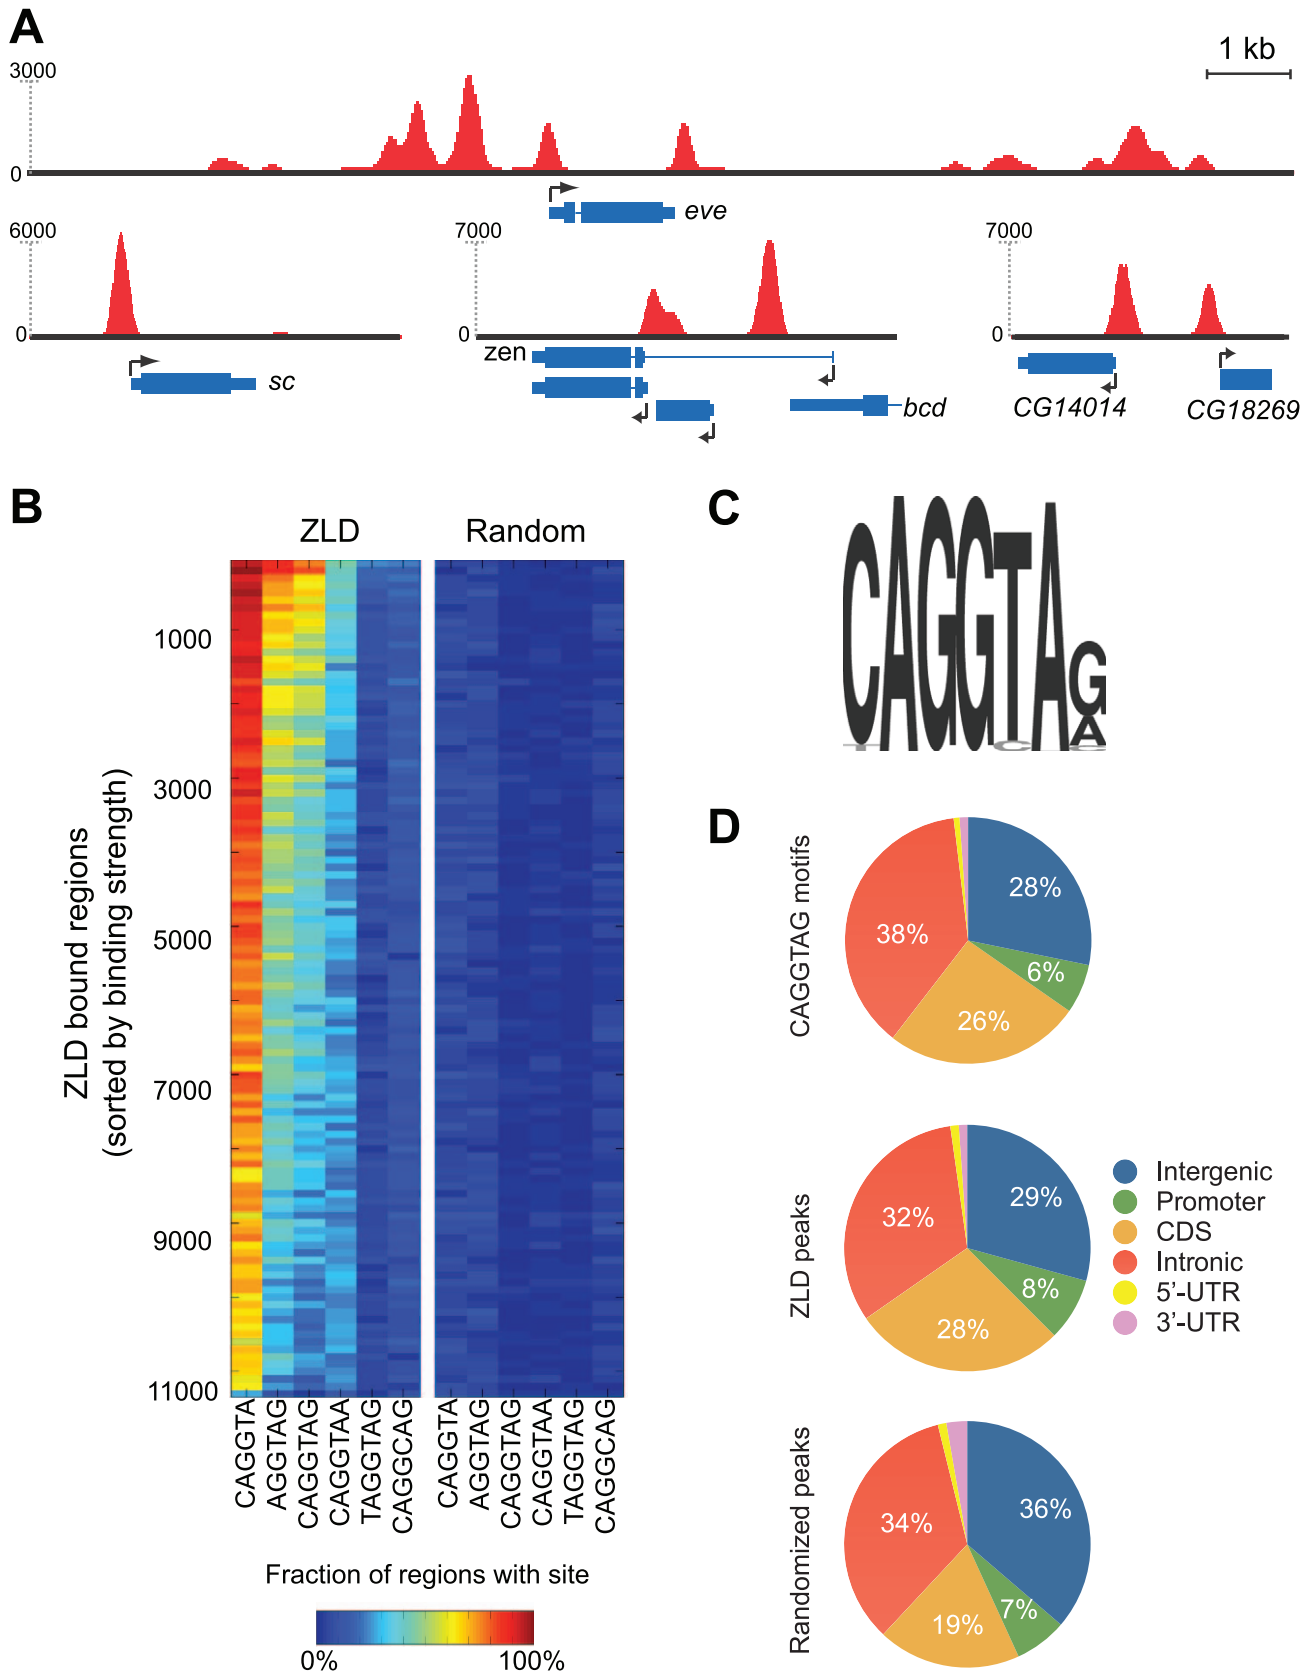 A
1 kb
3000
0
eve
6000
0
sc
7000
0
zen
bcd
7000
0
CG14014
CG18269
B
ZLD
Random
ZLD bound regions
(sorted by binding strength)
1000
3000
5000
7000
9000
11000
CAGGTA
AGGTAG
CAGGTAG
CAGGTAA
TAGGTAG
CAGGCAG
CAGGTA
AGGTAG
CAGGTAG
CAGGTAA
TAGGTAG
CAGGCAG
Fraction of regions with site
0%
100%
C
CAGGTAG
A
D
CAGGTAG motifs
28%
6%
26%
38%
ZLD peaks
29%
8%
28%
32%
Intergenic
Promoter
CDS
Intronic
5’-UTR
3’-UTR
Randomized peaks
36%
7%
19%
34%